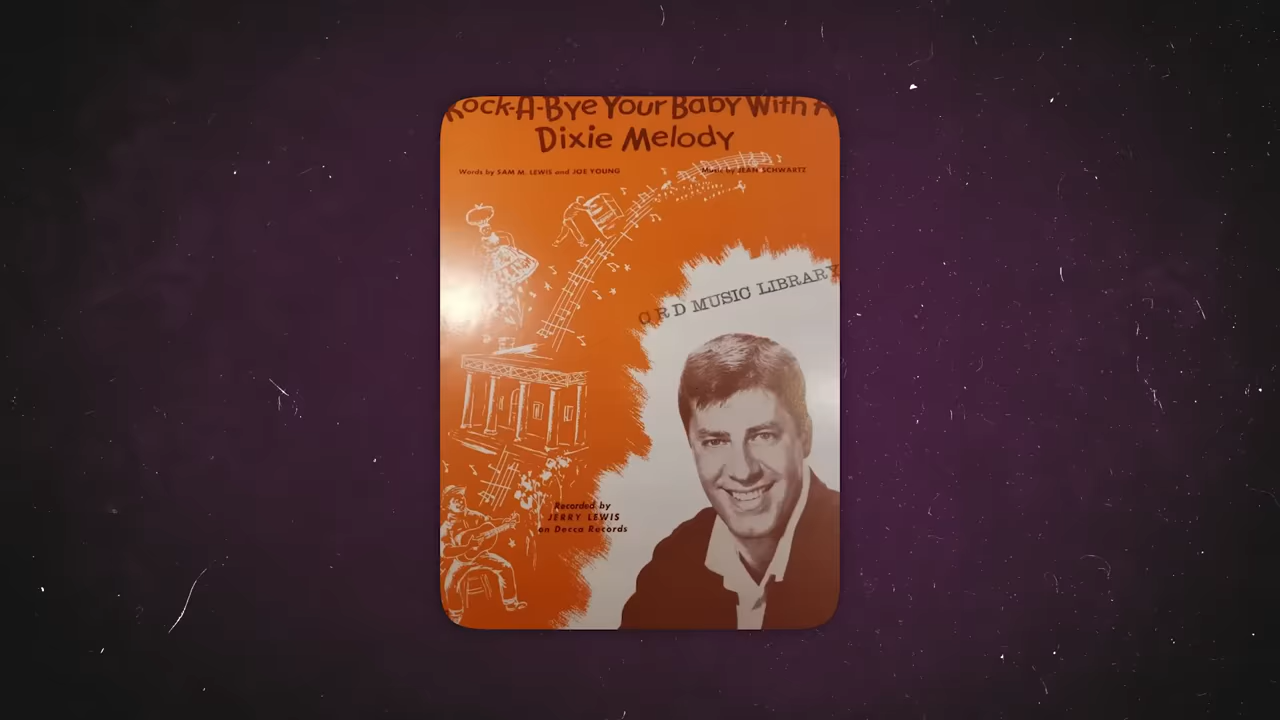 Rock-A-Bye Your Baby With A
Dixie Melody
Words by SAM M. LEWIS and JOE YOUNG
Music by JEAN SCHWARTZ
O R D MUSIC LIBRARY
Recorded by
JERRY LEWIS
on Decca Records